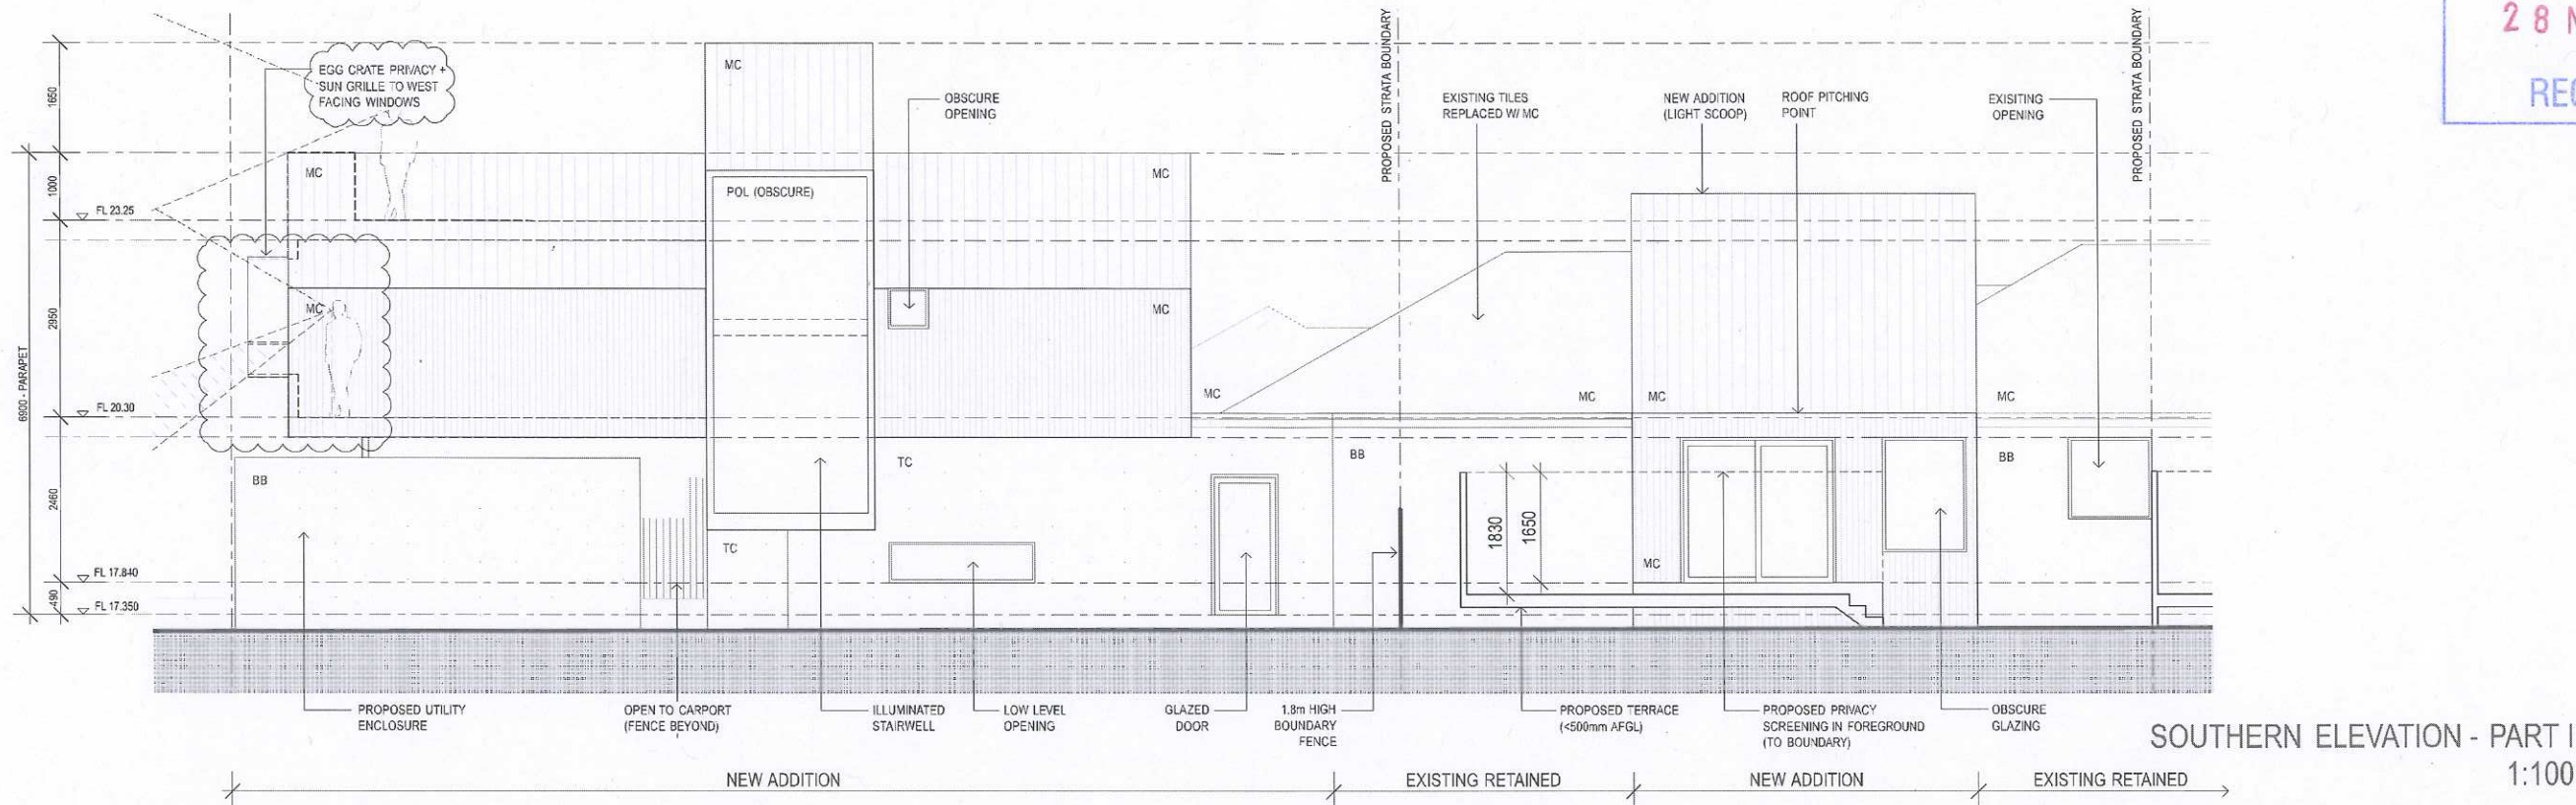 28
PROPOSED STRATA BOUNDARY
PROPOSED STRATA BOUNDARY
EGG CRATE PRIVACY +
SUN GRILLE TO WEST
FACING WINDOWS
MC
OBSCURE
OPENING
EXISTING TILES
REPLACED W/ MC
NEW ADDITION
(LIGHT SCOOP)
ROOF PITCHING
POINT
EXISITING
OPENING
1650
MC
MC
1000
POL (OBSCURE)
FL 23.25
MC
MC
2950
6900 - PARAPET
MC
MC
MC
MC
FL 20.30
BB
TC
BB
BB
2460
1830
1650
TC
MC
FL 17.840
490
FL 17.350
PROPOSED UTILITY
ENCLOSURE
OPEN TO CARPORT
(FENCE BEYOND)
ILLUMINATED
STAIRWELL
LOW LEVEL
OPENING
GLAZED
DOOR
1.8m HIGH
BOUNDARY
FENCE
PROPOSED TERRACE
(<500mm AFGL)
PROPOSED PRIVACY
SCREENING IN FOREGROUND
(TO BOUNDARY)
OBSCURE
GLAZING
SOUTHERN ELEVATION - PART I
1:100
NEW ADDITION
EXISTING RETAINED
NEW ADDITION
EXISTING RETAINED